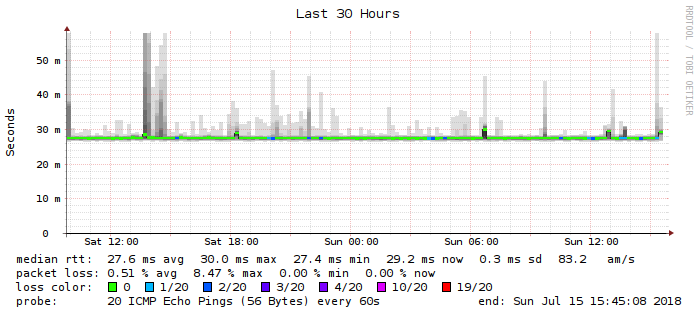 Last 30 Hours
RRDTOOL / TOBI OETIKER
Seconds
50 m
40 m
30 m
20 m
10 m
0
Sat 12:00 Sat 18:00 Sun 00:00 Sun 06:00 Sun 12:00
median rtt: 27.6 ms avg 30.0 ms max 27.4 ms min 29.2 ms now 0.3 ms sd 83.2 am/s
packet loss: 0.51 % avg 8.47 % max 0.00 % min 0.00 % now
loss color: 0 1/20 2/20 3/20 4/20 10/20 19/20
probe: 20 ICMP Echo Pings (56 Bytes) every 60s end: Sun Jul 15 15:45:08 2018